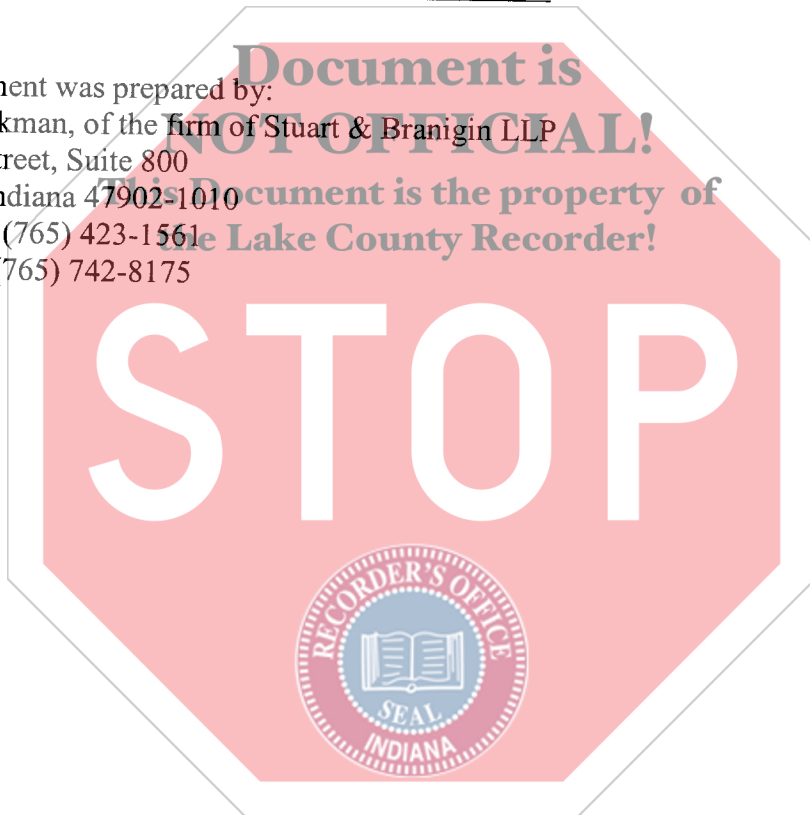 Document is
NOT OFFICIAL!
This Document is the property of
the Lake County Recorder!
ent was prepared by:
kman, of the firm of Stuart & Branigin LLP
reet, Suite 800
ndiana 47902-1010
(765) 423-1561
765) 742-8175
STOP
RECORDER'S OFFICE
SEAL
INDIANA